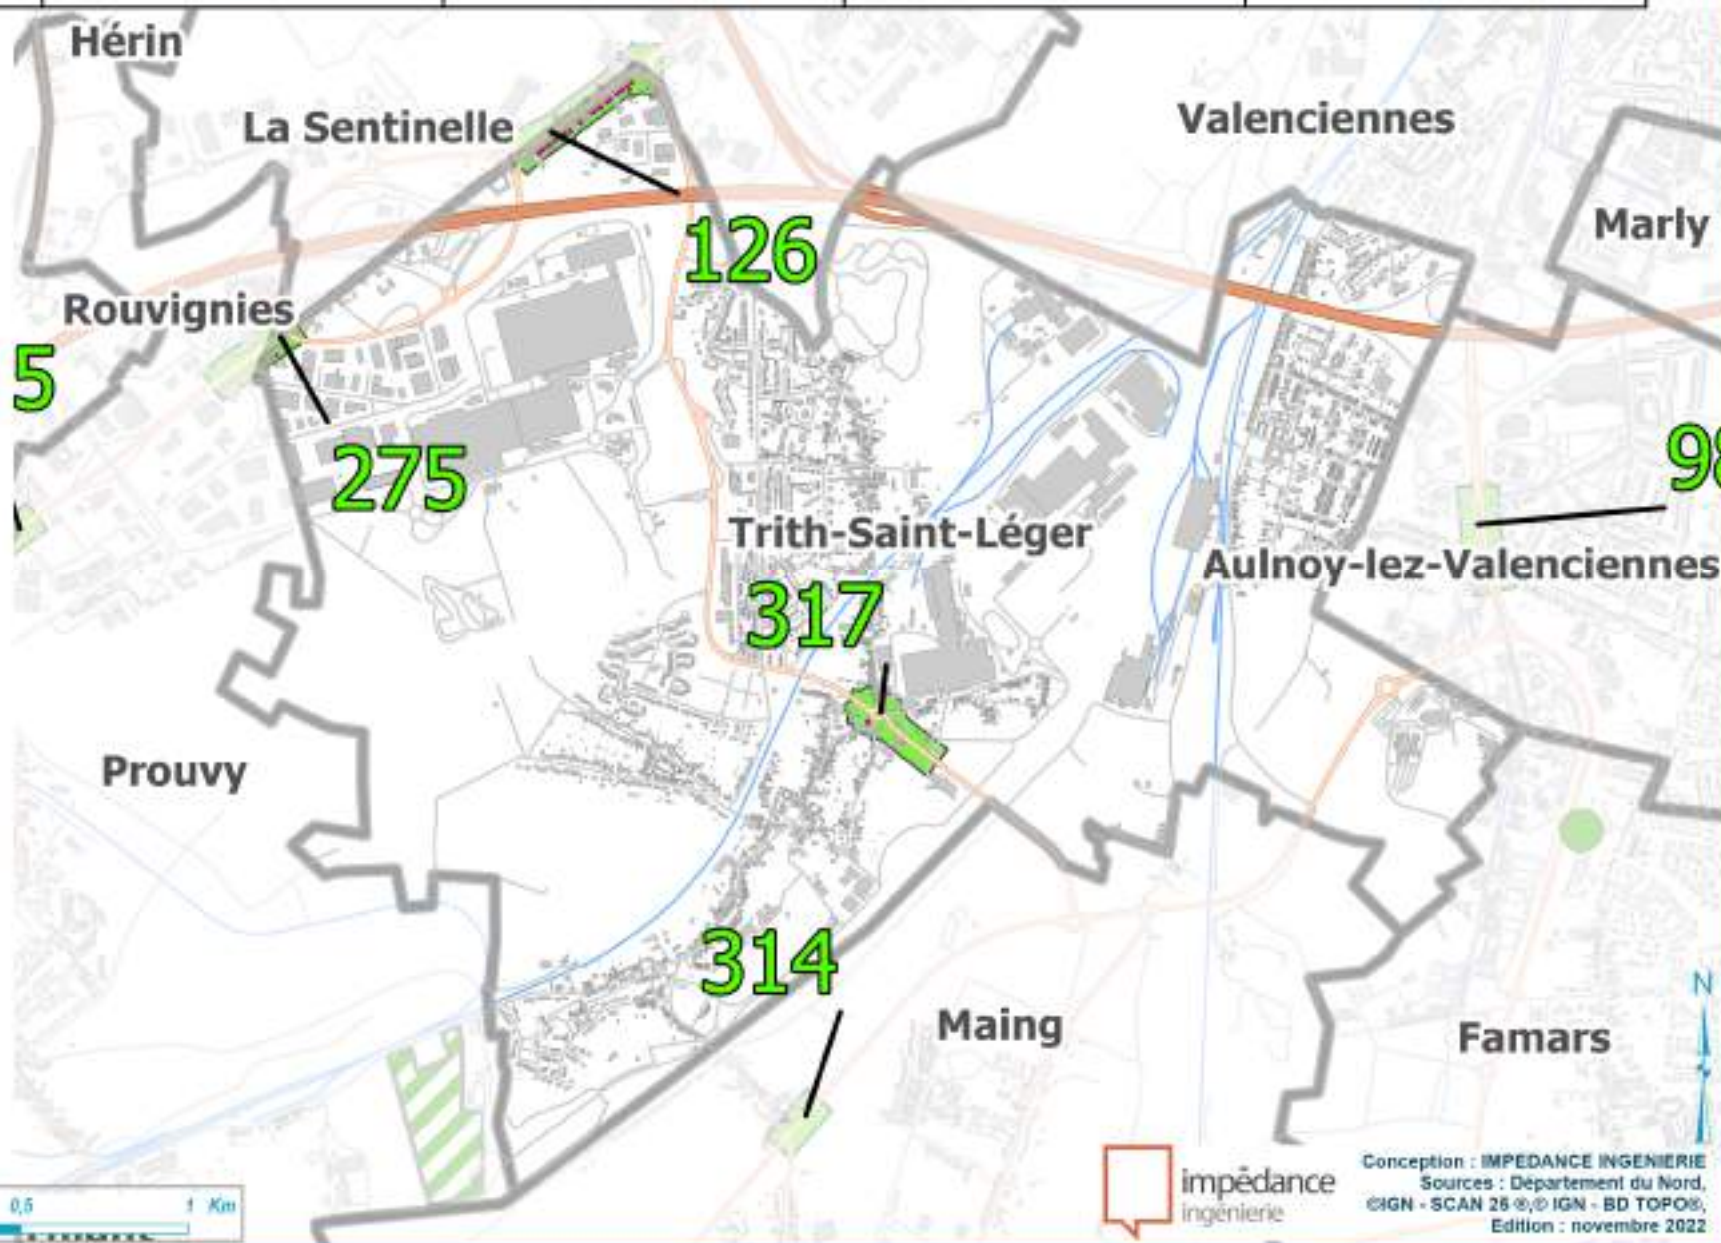 Hérin
La Sentinelle
Valenciennes
Marly
126
Rouvignies
5
275
98
Trith-Saint-Léger
Aulnoy-lez-Valenciennes
317
Prouvy
314
N
Maing
Famars
impédance
ingénierie
Conception : IMPEDANCE INGENIERIE
Sources : Département du Nord,
©IGN - SCAN 25 ®,© IGN - BD TOPO®,
Edition : novembre 2022
0,5 1 Km